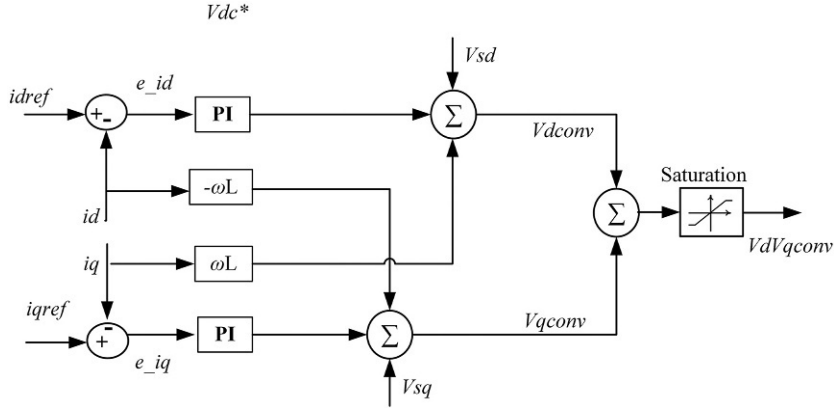 Vdc*
Vsd
e_id
idref
+
-
PI
Σ
Vdconv
-ωL
Saturation
id
Σ
iq
ωL
VdVqconv
iqref
-
+
PI
Σ
Vqconv
e_iq
Vsq